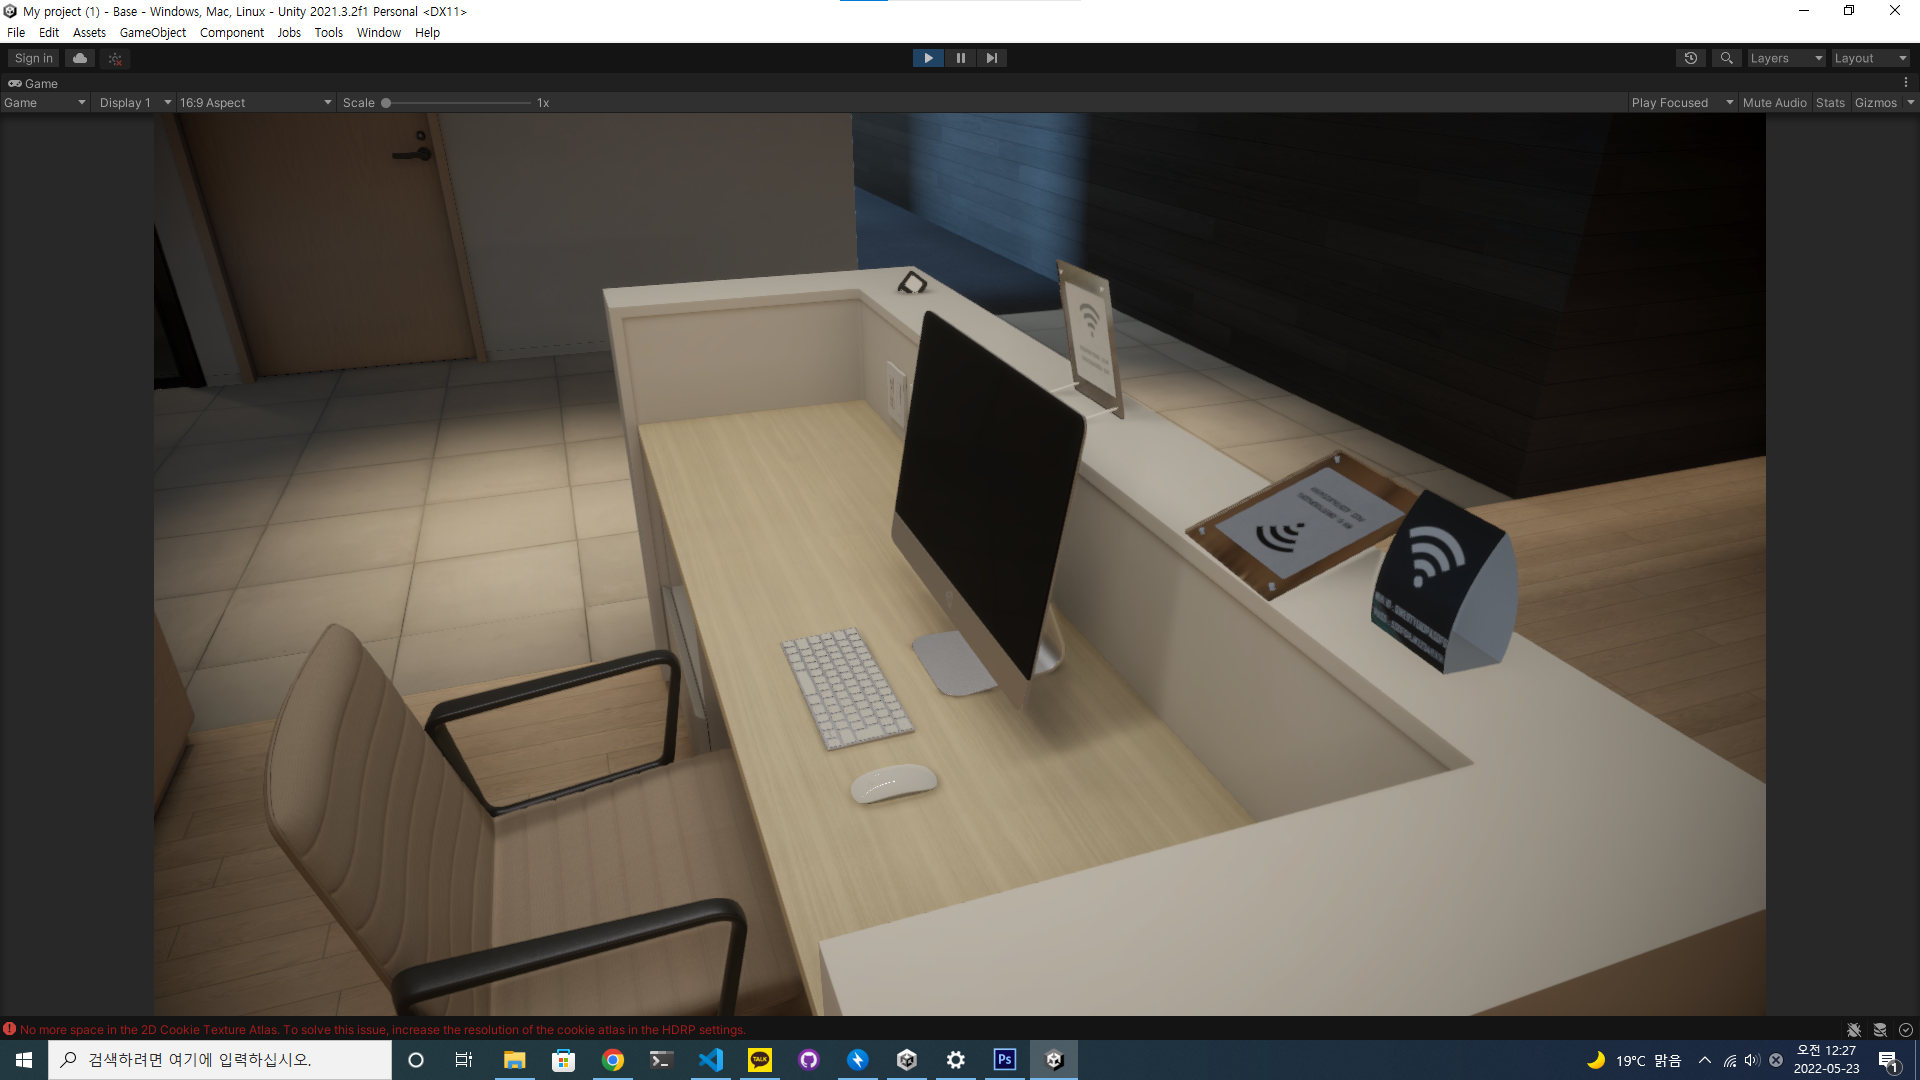 My project (1) - Base - Windows, Mac, Linux - Unity 2021.3.2f1 Personal <DX11>
File Edit Assets GameObject Component Jobs Tools Window Help
Sign in
Layers
Layout
Game
Game
Display 1
16:9 Aspect
Scale
1x
Play Focused
Mute Audio
Stats
Gizmos
No more space in the 2D Cookie Texture Atlas. To solve this issue, increase the resolution of the cookie atlas in the HDRP settings.
검색하려면 여기에 입력하십시오.
TALK
Ps
19°C 맑음
오전 12:27
2022-05-23
1